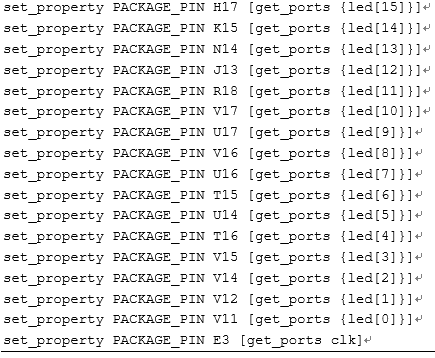 set_property PACKAGE_PIN H17 [get_ports {led[15]}]↵
set_property PACKAGE_PIN K15 [get_ports {led[14]}]↵
set_property PACKAGE_PIN N14 [get_ports {led[13]}]↵
set_property PACKAGE_PIN J13 [get_ports {led[12]}]↵
set_property PACKAGE_PIN R18 [get_ports {led[11]}]↵
set_property PACKAGE_PIN V17 [get_ports {led[10]}]↵
set_property PACKAGE_PIN U17 [get_ports {led[9]}]↵
set_property PACKAGE_PIN V16 [get_ports {led[8]}]↵
set_property PACKAGE_PIN U16 [get_ports {led[7]}]↵
set_property PACKAGE_PIN T15 [get_ports {led[6]}]↵
set_property PACKAGE_PIN U14 [get_ports {led[5]}]↵
set_property PACKAGE_PIN T16 [get_ports {led[4]}]↵
set_property PACKAGE_PIN V15 [get_ports {led[3]}]↵
set_property PACKAGE_PIN V14 [get_ports {led[2]}]↵
set_property PACKAGE_PIN V12 [get_ports {led[1]}]↵
set_property PACKAGE_PIN V11 [get_ports {led[0]}]↵
set_property PACKAGE_PIN E3 [get_ports clk]↵